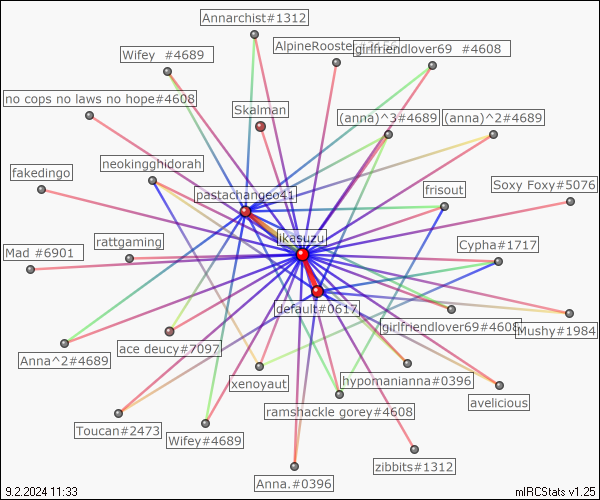 Annarchist#1312
AlpineRooste
girlfriendlover69 #4608
Wifey #4689
no cops no laws no hope#4608
Skalman
(anna)^3#4689
(anna)^2#4689
neokingghidorah
fakedingo
pastachangeo41
frisout
Soxy Foxy#5076
ikasuzu
rattgaming
Cypha#1717
Mad #6901
default#0617
girlfriendlover69#4608
Mushy#1984
ace deucy#7097
Anna^2#4689
xenoyaut
hypomanianna#0396
avelicious
ramshackle gorey#4608
Toucan#2473
Wifey#4689
zibbits#1312
Anna.#0396
9.2.2024 11:33
mIRCStats v1.25